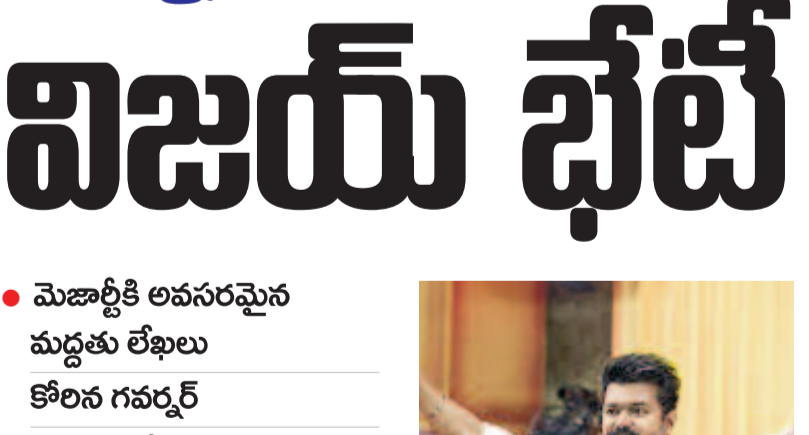 విజయ్ భేటీ
మెజార్టీకి అవసరమైన
మద్దతు లేఖలు
కోరిన గవర్నర్